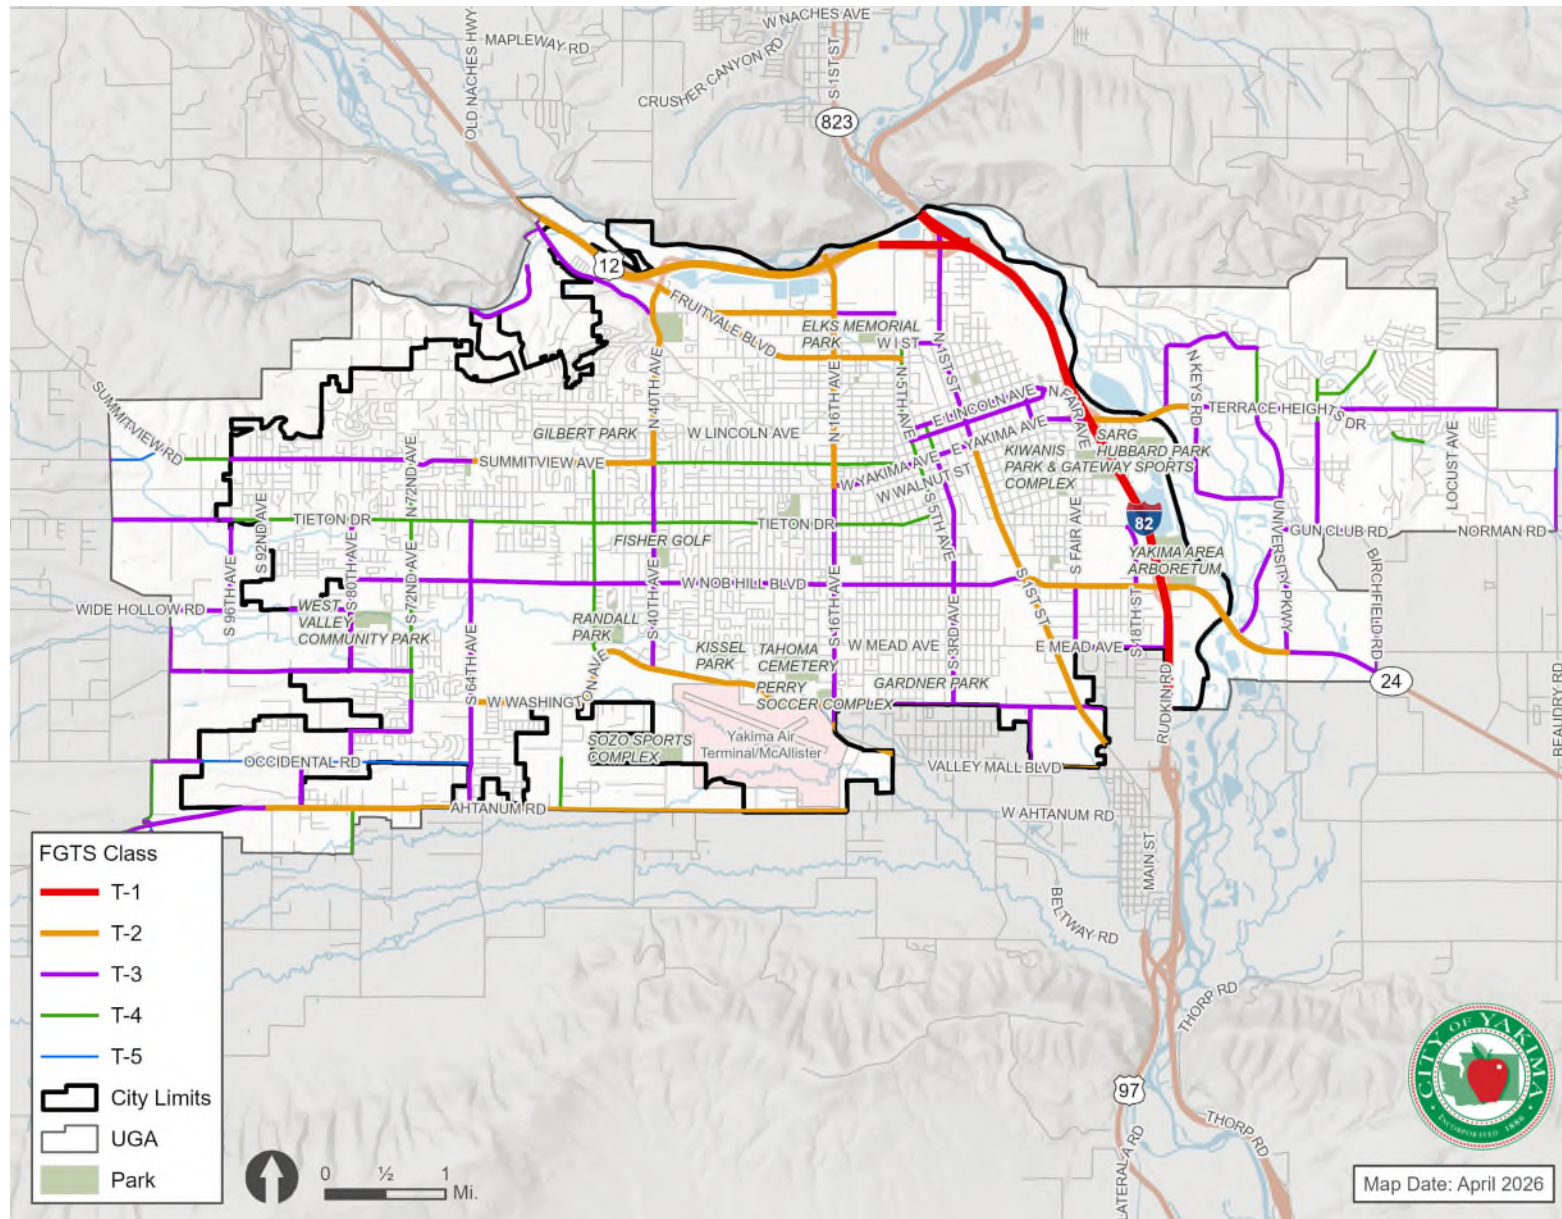 W NACHES AVE
MAPLEWAY RD
OLD NACHES HWY
CRUSHER CANYON RD
S 1ST ST
823
12
FRUITVALE BLVD
ELKS MEMORIAL
PARK
W I ST
N 1ST ST
N 5TH AVE
N 40TH AVE
N 16TH AVE
N KEYS RD
SUMMITVIEW RD
GILBERT PARK
W LINCOLN AVE
E LINCOLN AVE
N FAIR AVE
TERRACE HEIGHTS
DR
SUMMITVIEW AVE
N 72ND AVE
E YAKIMA AVE
W YAKIMA AVE
W WALNUT ST
KIWANIS
PARK & GATEWAY SPORTS
COMPLEX
SARG
HUBBARD PARK
LOCUST AVE
S 92ND AVE
TIETON DR
TIETON DR
S 5TH AVE
S FAIR AVE
82
UNIVERSITY PKWY
GUN CLUB RD
NORMAN RD
FISHER GOLF
YAKIMA AREA
ARBORETUM
BIRCHFIELD RD
S 96TH AVE
S 80TH AVE
S 72ND AVE
W NOB HILL BLVD
S 1ST ST
S 18TH ST
WIDE HOLLOW RD
WEST
VALLEY
COMMUNITY PARK
RANDALL
PARK
S 40TH AVE
S 16TH AVE
S 3RD AVE
KISSEL
PARK
TAHOMA
CEMETERY
W MEAD AVE
E MEAD AVE
S 64TH AVE
W WASHINGTON AVE
PERRY
SOCCER COMPLEX
GARDNER PARK
RUDKIN RD
24
BEAUDRY RD
SOZO SPORTS
COMPLEX
Yakima Air
Terminal/McAllister
OCCIDENTAL RD
VALLEY MALL BLVD
AHTANUM RD
W AHTANUM RD
MAIN ST
BELTWAY RD
THORP RD
97
THORP RD
LATERAL A RD
FGTS Class
T-1
T-2
T-3
T-4
T-5
City Limits
UGA
Park
0 ½ 1
Mi.
CITY OF YAKIMA
INCORPORATED 1886
Map Date: April 2026